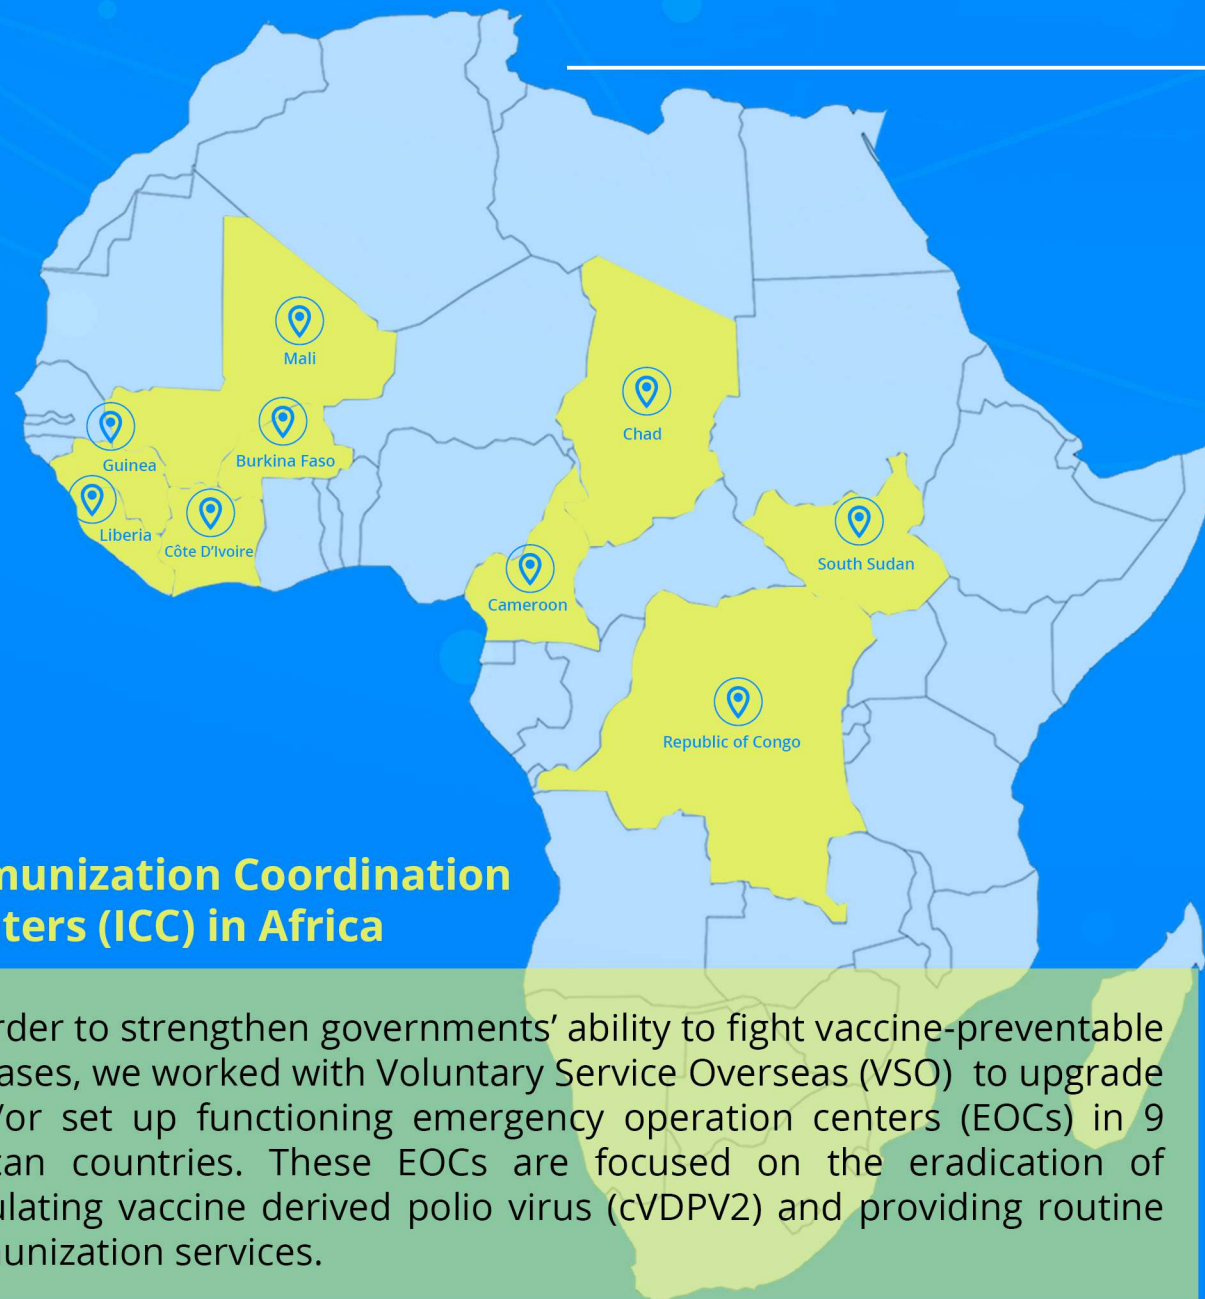 Mali
Guinea
Burkina Faso
Chad
Liberia
Côte D'Ivoire
South Sudan
Cameroon
Republic of Congo
munization Coordination
ters (ICC) in Africa
rder to strengthen governments’ ability to fight vaccine-preventable
ases, we worked with Voluntary Service Overseas (VSO) to upgrade
/or set up functioning emergency operation centers (EOCs) in 9
can countries. These EOCs are focused on the eradication of
ulating vaccine derived polio virus (cVDPV2) and providing routine
unization services.